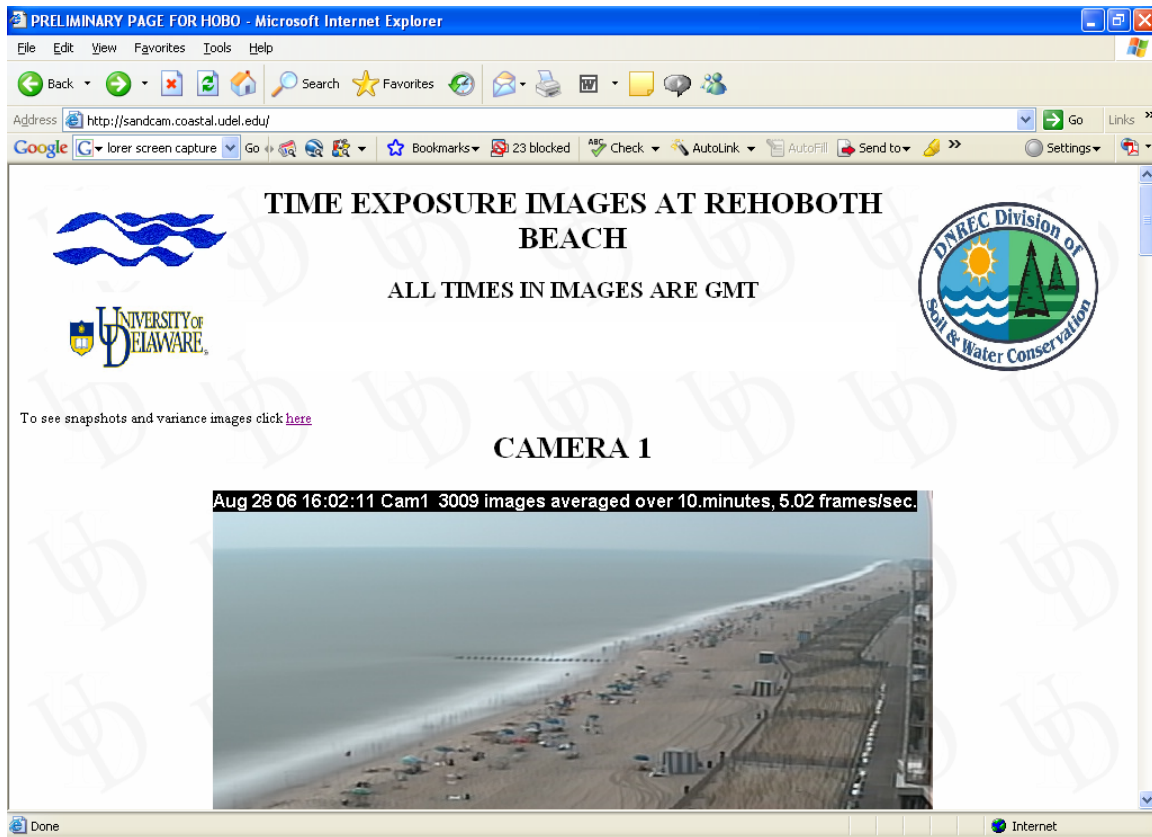 PRELIMINARY PAGE FOR HOBO - Microsoft Internet Explorer
File Edit View Favorites Tools Help
Back Search Favorites
Address http://sandcam.coastal.udel.edu/ Go Links »
Google G lorer screen capture Go Bookmarks 23 blocked ABC Check AutoLink AutoFill Send to » Settings
TIME EXPOSURE IMAGES AT REHOBOTH
BEACH
ALL TIMES IN IMAGES ARE GMT
UNIVERSITY OF
DELAWARE
DNREC Division of
Soil & Water Conservation
To see snapshots and variance images click here
CAMERA 1
Aug 28 06 16:02:11 Cam1 3009 images averaged over 10.minutes, 5.02 frames/sec.
Done Internet